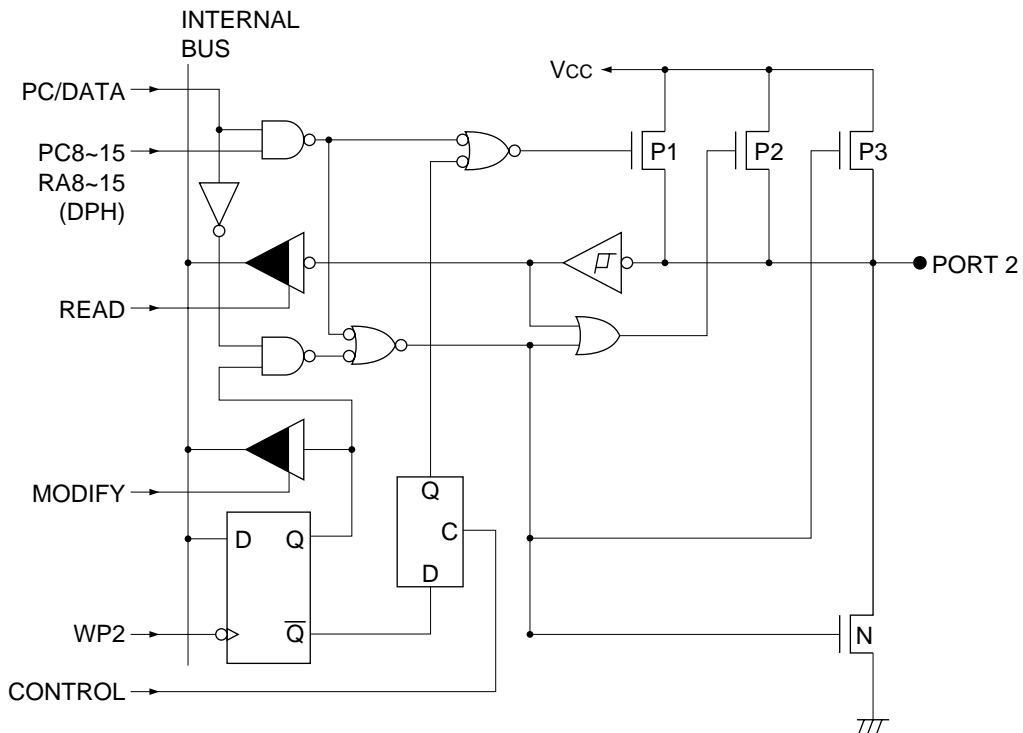 INTERNAL
BUS
VCC
PC/DATA
PC8~15
RA8~15
(DPH)
P1
P2
P3
PORT 2
READ
MODIFY
Q
C
D
D
Q
Q̅
WP2
N
CONTROL